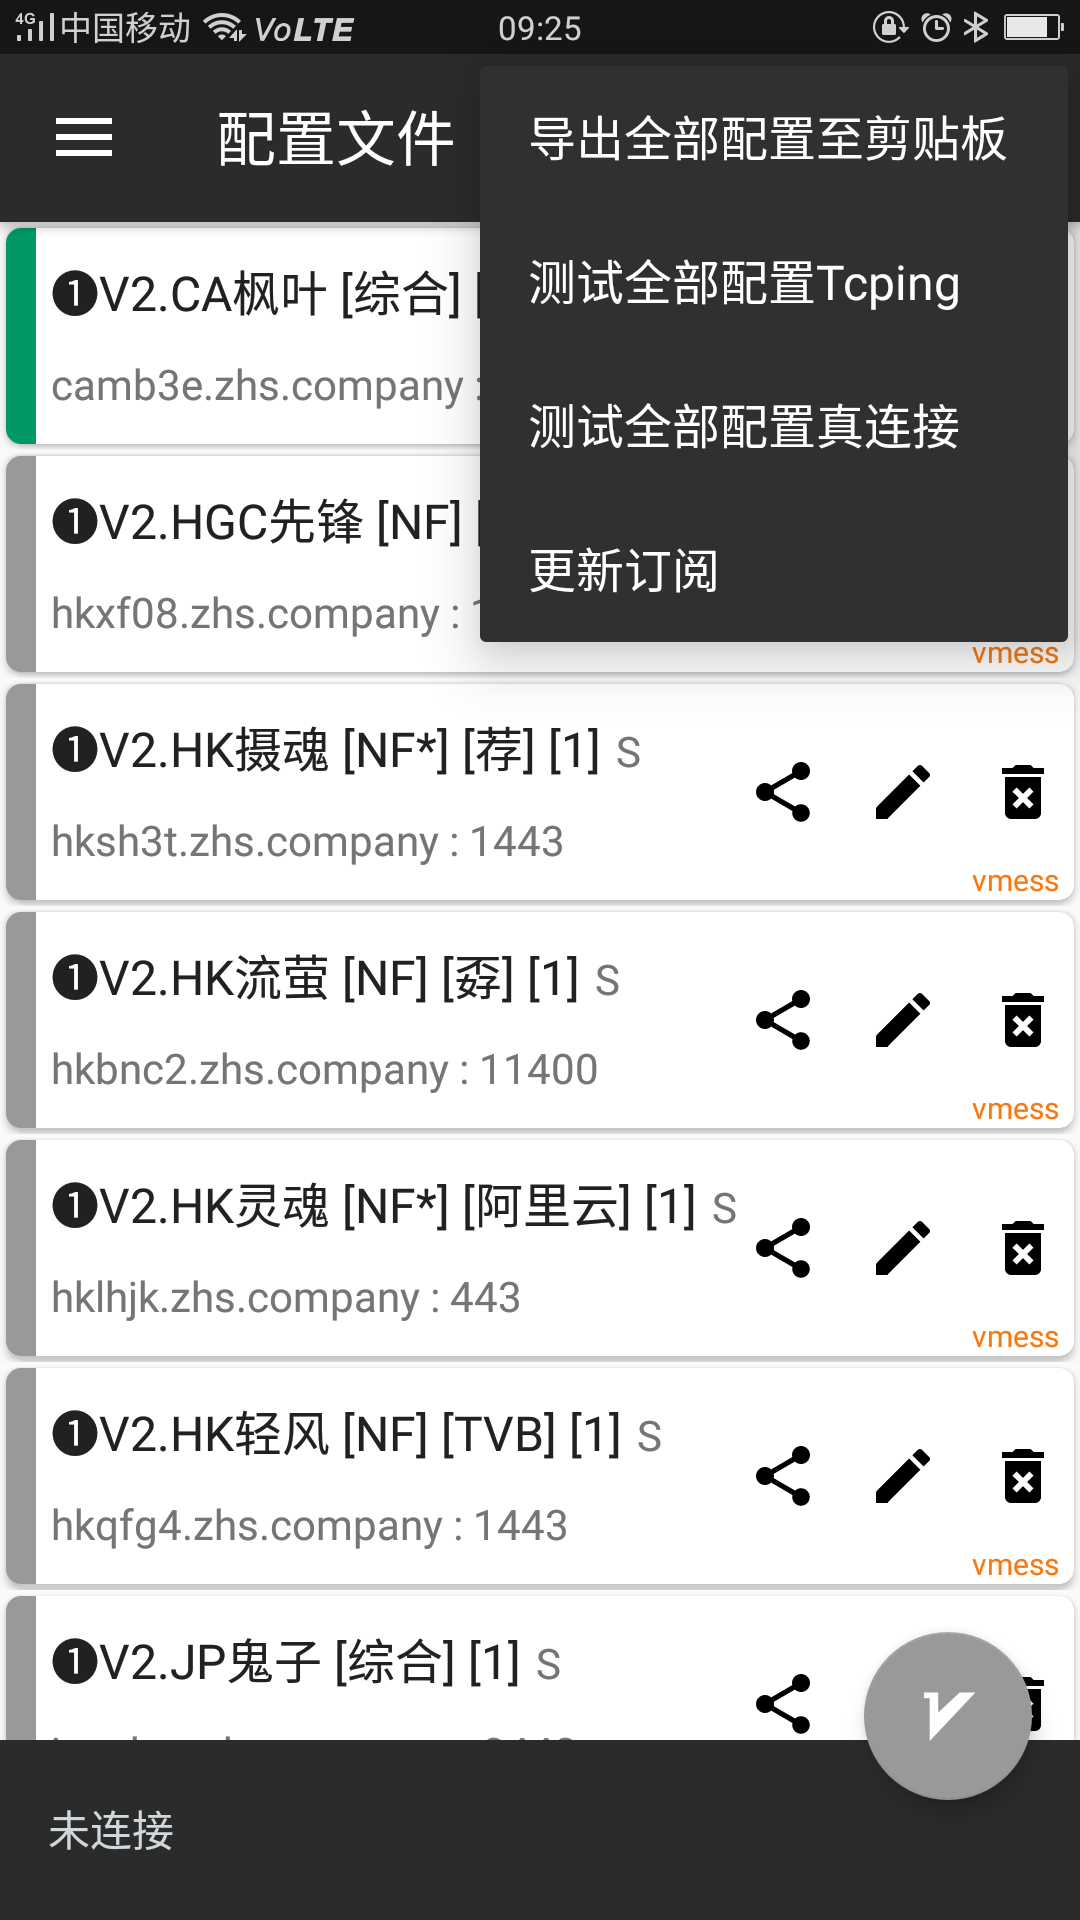 4G 中国移动 VoLTE 09:25
配置文件
导出全部配置至剪贴板
测试全部配置Tcping
测试全部配置真连接
更新订阅
❶V2.CA枫叶 [综合]
camb3e.zhs.company :
❶V2.HGC先锋 [NF]
hkxf08.zhs.company :
vmess
❶V2.HK摄魂 [NF*] [荐] [1] S
hksh3t.zhs.company : 1443
vmess
❶V2.HK流萤 [NF] [孬] [1] S
hkbnc2.zhs.company : 11400
vmess
❶V2.HK灵魂 [NF*] [阿里云] [1] S
hklhjk.zhs.company : 443
vmess
❶V2.HK轻风 [NF] [TVB] [1] S
hkqfg4.zhs.company : 1443
vmess
❶V2.JP鬼子 [综合] [1] S
未连接